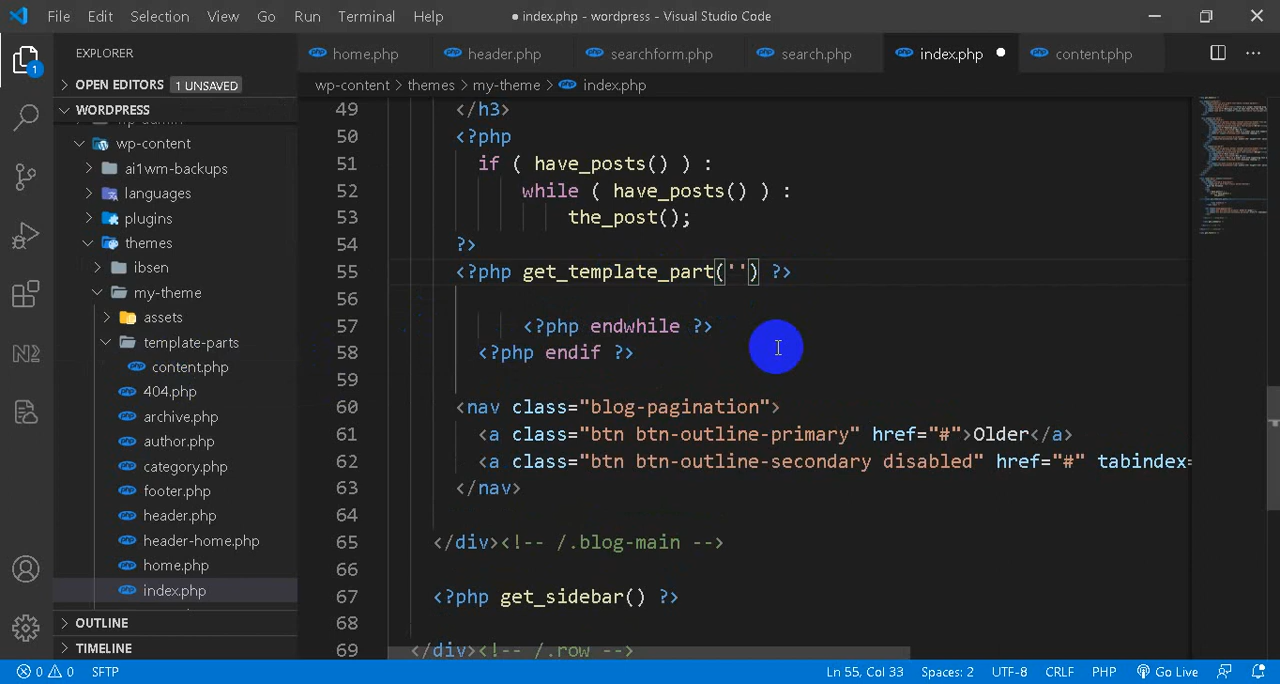 File Edit Selection View Go Run Terminal Help ● index.php - wordpress - Visual Studio Code
EXPLORER
home.php header.php searchform.php search.php index.php ● content.php
OPEN EDITORS 1 UNSAVED
wp-content > themes > my-theme > index.php
WORDPRESS
wp-content
ai1wm-backups
languages
plugins
themes
ibsen
my-theme
assets
template-parts
content.php
404.php
archive.php
author.php
category.php
footer.php
header.php
header-home.php
home.php
index.php
OUTLINE
TIMELINE
1
49 </h3>
50 <?php
51 if ( have_posts() ) :
52 while ( have_posts() ) :
53 the_post();
54 ?>
55 <?php get_template_part('') ?>
56
57 <?php endwhile ?>
58 <?php endif ?>
59
60 <nav class="blog-pagination">
61 <a class="btn btn-outline-primary" href="#">Older</a>
62 <a class="btn btn-outline-secondary disabled" href="#" tabindex=
63 </nav>
64
65 </div><!-- /.blog-main -->
66
67 <?php get_sidebar() ?>
68
69 </div><!-- /.row -->
0 0 SFTP Ln 55, Col 33 Spaces: 2 UTF-8 CRLF PHP Go Live